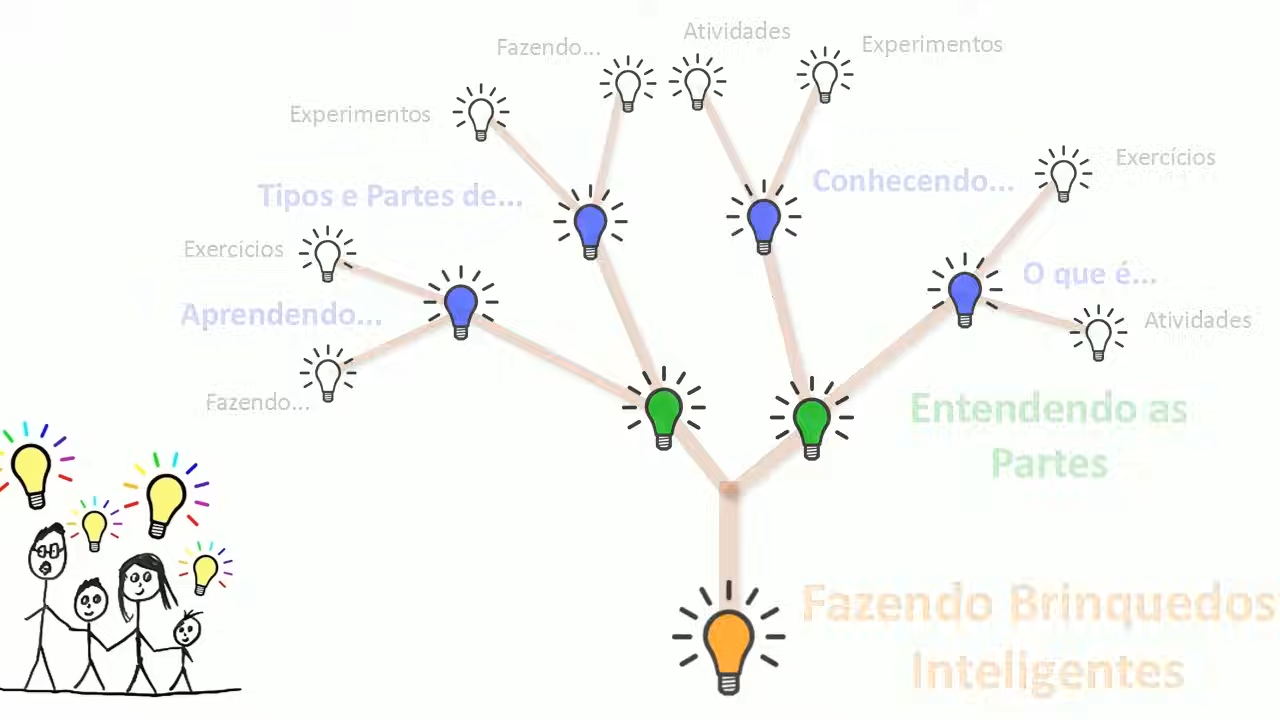 Atividades
Fazendo...
Experimentos
Experimentos
Exercícios
Conhecendo...
Tipos e Partes de...
Exercicios
O que é...
Aprendendo...
Atividades
Fazendo...
Entendendo as
Partes
Fazendo Brinquedos
Inteligentes